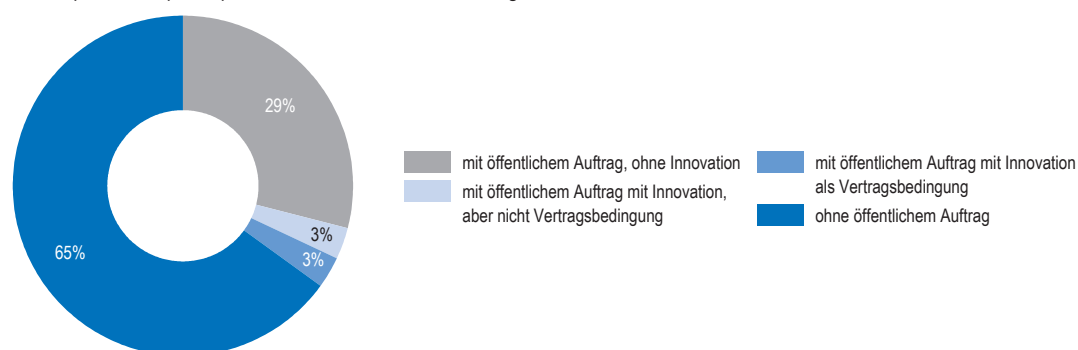 29%
3%
3%
65%
mit öffentlichem Auftrag, ohne Innovation
mit öffentlichem Auftrag mit Innovation,
aber nicht Vertragsbedingung
mit öffentlichem Auftrag mit Innovation
als Vertragsbedingung
ohne öffentlichem Auftrag